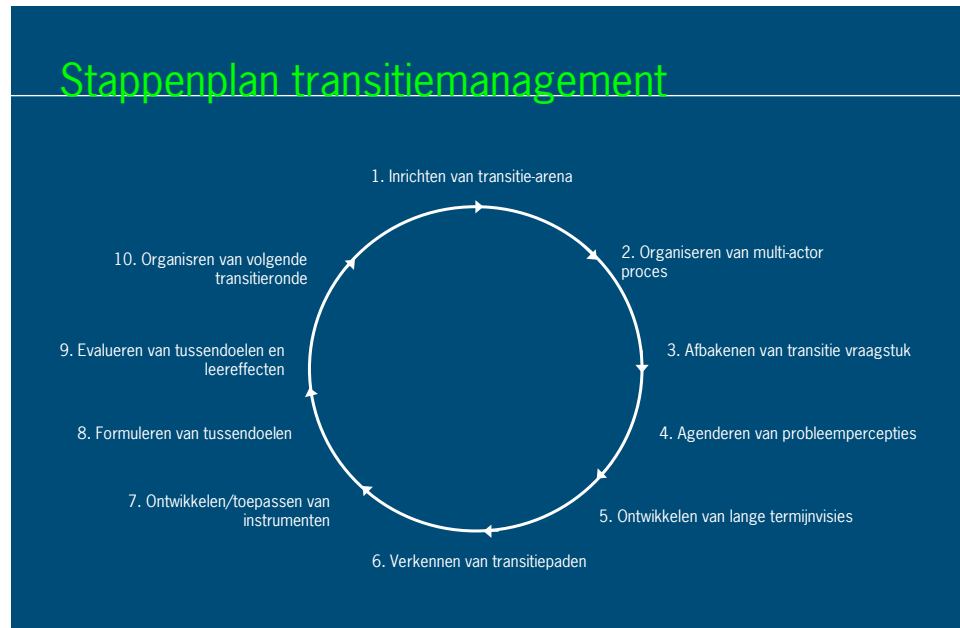 Stappenplan transitiemanagement
1. Inrichten van transitie-arena
2. Organiseren van multi-actor
proces
3. Afbakenen van transitie vraagstuk
4. Agenderen van probleempercepties
5. Ontwikkelen van lange termijnvisies
6. Verkennen van transitiepaden
7. Ontwikkelen/toepassen van
instrumenten
8. Formuleren van tussendoelen
9. Evalueren van tussendoelen en
leereffecten
10. Organisren van volgende
transitieronde